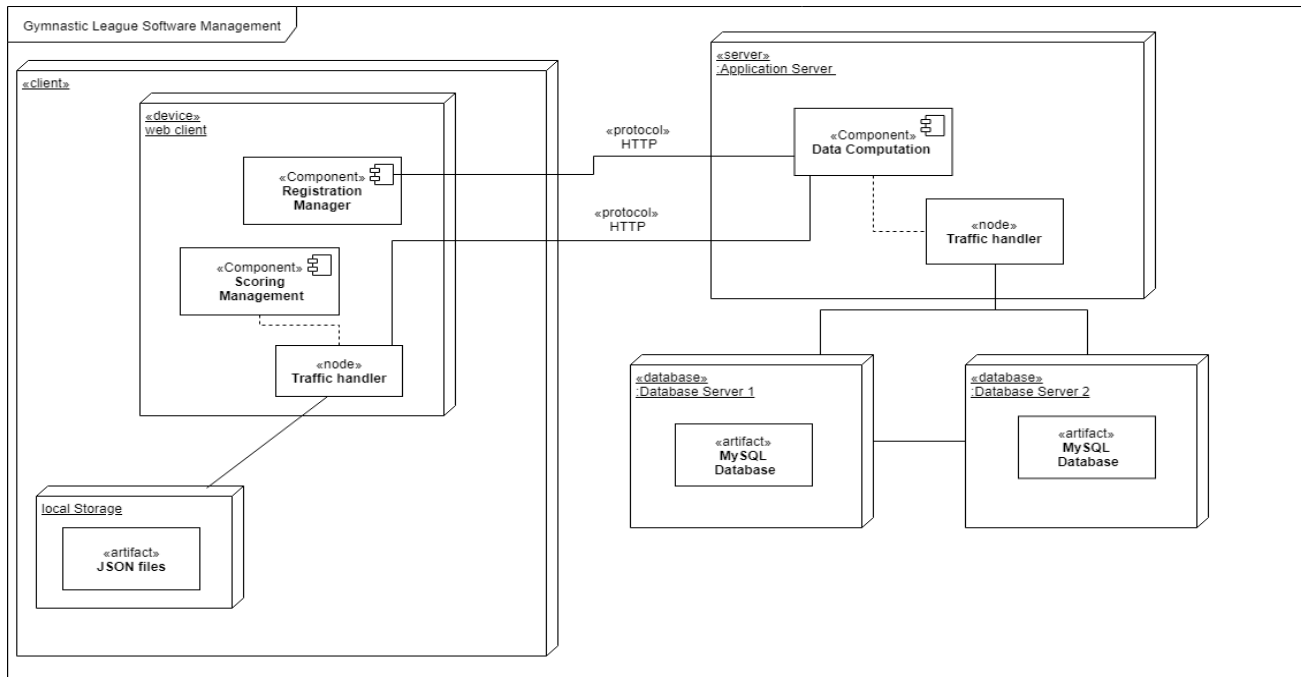 Gymnastic League Software Management
«client»
«device»
web client
«Component»
Registration
Manager
«Component»
Scoring
Management
«node»
Traffic handler
local Storage
«artifact»
JSON files
«protocol»
HTTP
«protocol»
HTTP
«server»
:Application Server
«Component»
Data Computation
«node»
Traffic handler
«database»
:Database Server 1
«artifact»
MySQL
Database
«database»
:Database Server 2
«artifact»
MySQL
Database